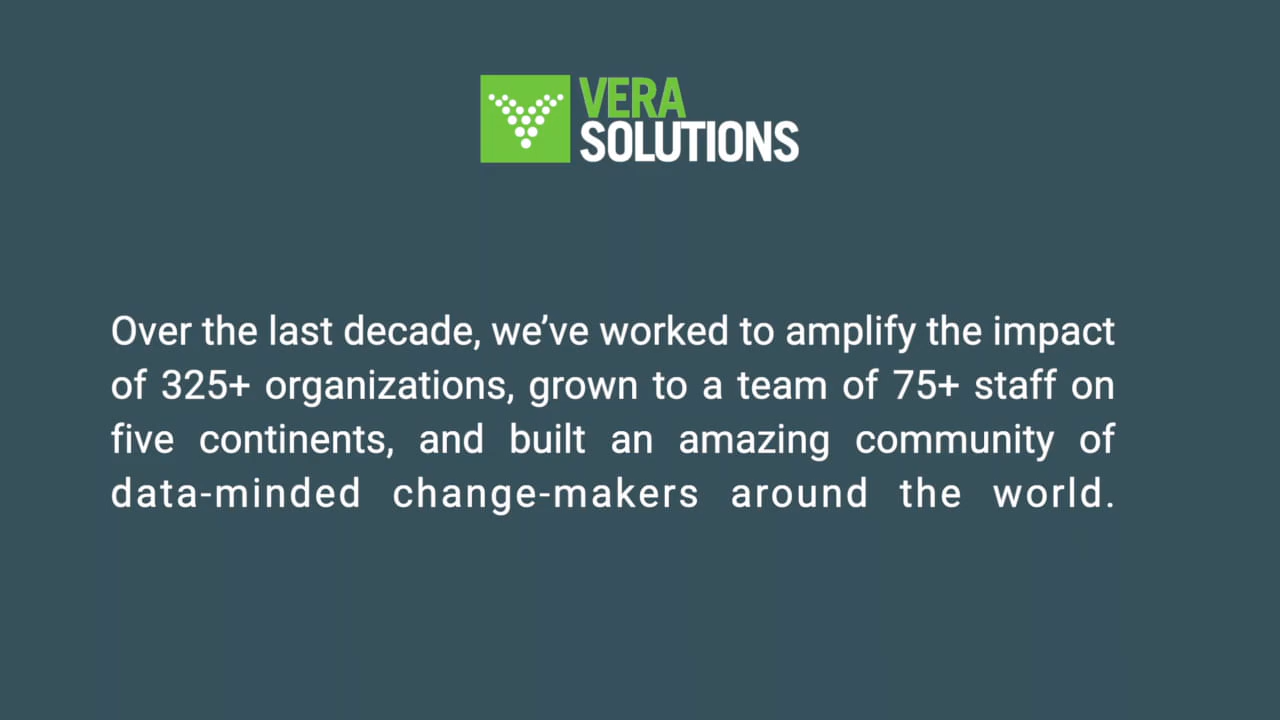 VERA
SOLUTIONS
Over the last decade, we’ve worked to amplify the impact
of 325+ organizations, grown to a team of 75+ staff on
five continents, and built an amazing community of
data-minded change-makers around the world.